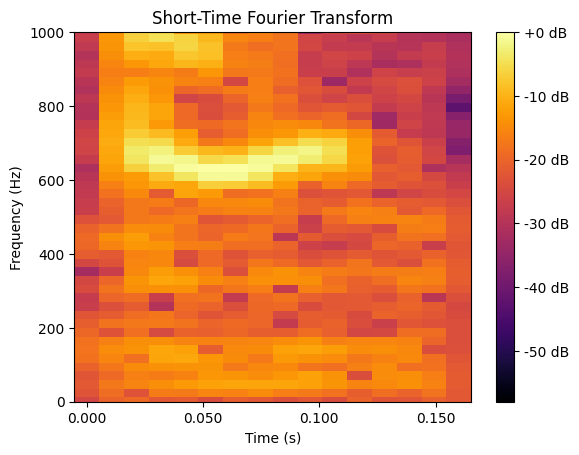 Short-Time Fourier Transform
1000
800
600
400
200
0
Frequency (Hz)
0.000
0.050
0.100
0.150
Time (s)
+0 dB
-10 dB
-20 dB
-30 dB
-40 dB
-50 dB